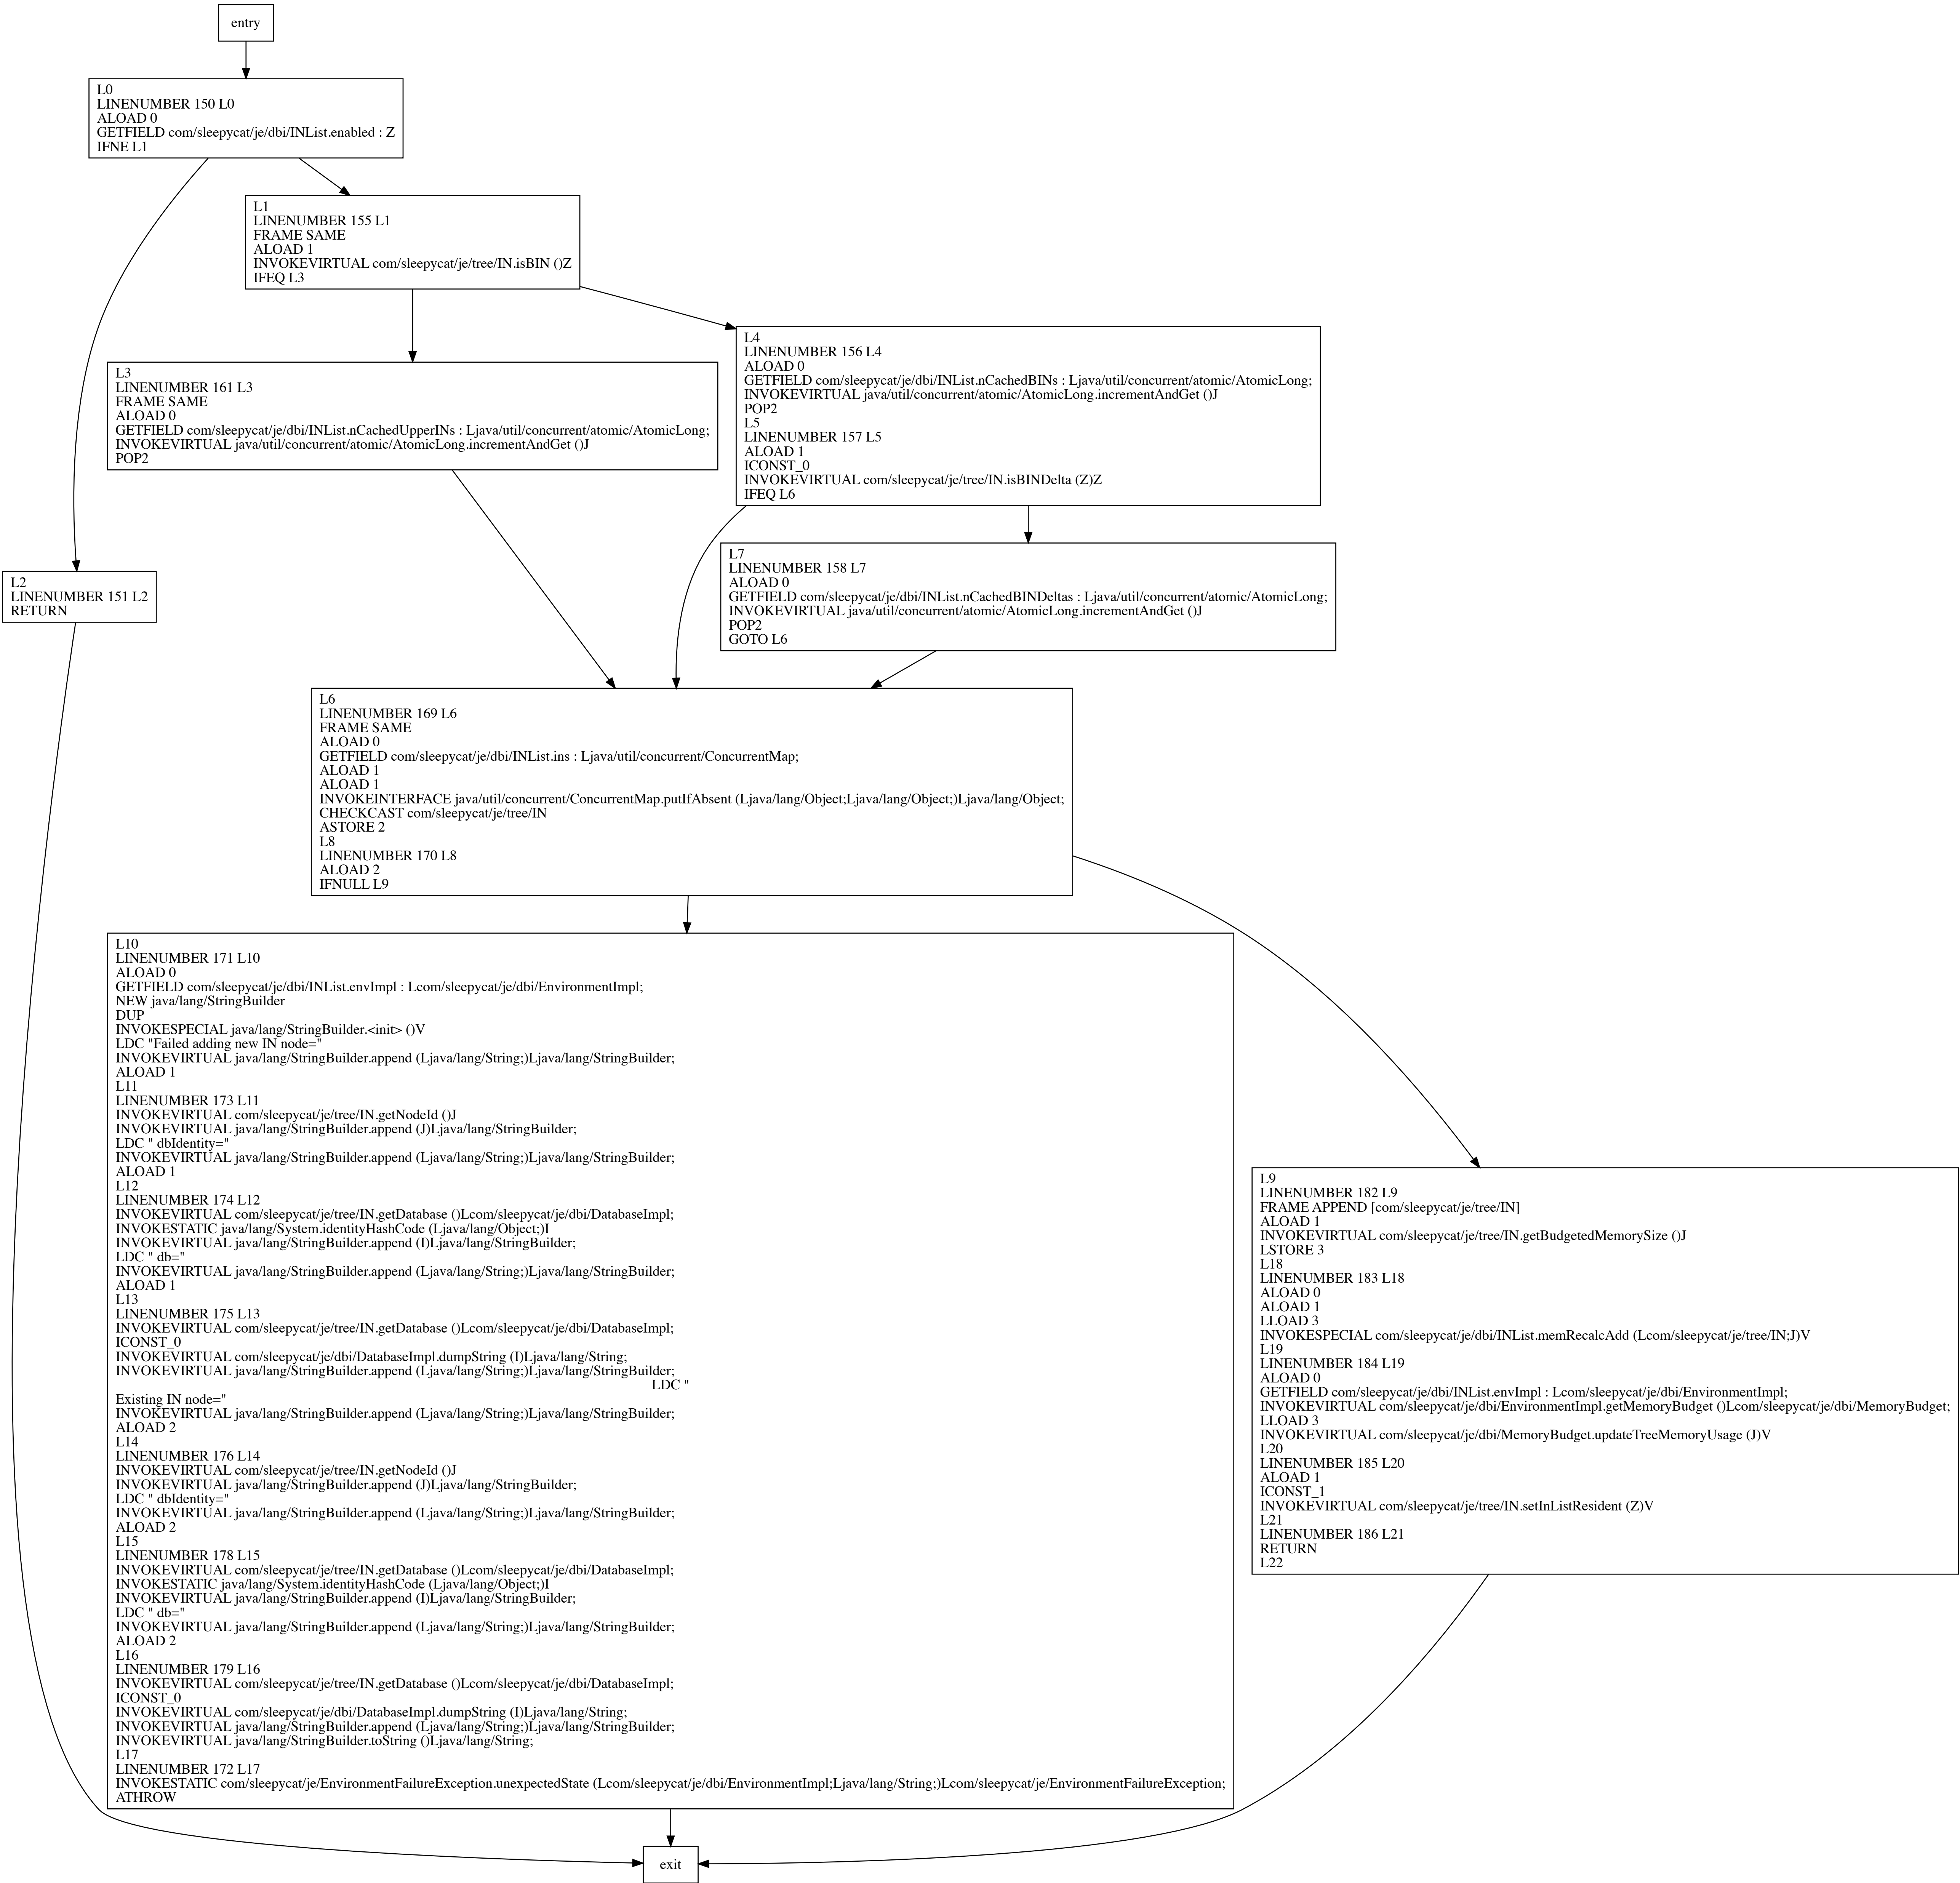 entry
L0
LINENUMBER 150 L0
ALOAD 0
GETFIELD com/sleepycat/je/dbi/INList.enabled : Z
IFNE L1
L1
LINENUMBER 155 L1
FRAME SAME
ALOAD 1
INVOKEVIRTUAL com/sleepycat/je/tree/IN.isBIN ()Z
IFEQ L3
L4
LINENUMBER 156 L4
ALOAD 0
GETFIELD com/sleepycat/je/dbi/INList.nCachedBINs : Ljava/util/concurrent/atomic/AtomicLong;
INVOKEVIRTUAL java/util/concurrent/atomic/AtomicLong.incrementAndGet ()J
POP2
L5
LINENUMBER 157 L5
ALOAD 1
ICONST_0
INVOKEVIRTUAL com/sleepycat/je/tree/IN.isBINDelta (Z)Z
IFEQ L6
L3
LINENUMBER 161 L3
FRAME SAME
ALOAD 0
GETFIELD com/sleepycat/je/dbi/INList.nCachedUpperINs : Ljava/util/concurrent/atomic/AtomicLong;
INVOKEVIRTUAL java/util/concurrent/atomic/AtomicLong.incrementAndGet ()J
POP2
L7
LINENUMBER 158 L7
ALOAD 0
GETFIELD com/sleepycat/je/dbi/INList.nCachedBINDeltas : Ljava/util/concurrent/atomic/AtomicLong;
INVOKEVIRTUAL java/util/concurrent/atomic/AtomicLong.incrementAndGet ()J
POP2
GOTO L6
L2
LINENUMBER 151 L2
RETURN
L6
LINENUMBER 169 L6
FRAME SAME
ALOAD 0
GETFIELD com/sleepycat/je/dbi/INList.ins : Ljava/util/concurrent/ConcurrentMap;
ALOAD 1
ALOAD 1
INVOKEINTERFACE java/util/concurrent/ConcurrentMap.putIfAbsent (Ljava/lang/Object;Ljava/lang/Object;)Ljava/lang/Object;
CHECKCAST com/sleepycat/je/tree/IN
ASTORE 2
L8
LINENUMBER 170 L8
ALOAD 2
IFNULL L9
L10
LINENUMBER 171 L10
ALOAD 0
GETFIELD com/sleepycat/je/dbi/INList.envImpl : Lcom/sleepycat/je/dbi/EnvironmentImpl;
NEW java/lang/StringBuilder
DUP
INVOKESPECIAL java/lang/StringBuilder.<init> ()V
LDC "Failed adding new IN node="
INVOKEVIRTUAL java/lang/StringBuilder.append (Ljava/lang/String;)Ljava/lang/StringBuilder;
ALOAD 1
L11
LINENUMBER 173 L11
INVOKEVIRTUAL com/sleepycat/je/tree/IN.getNodeId ()J
INVOKEVIRTUAL java/lang/StringBuilder.append (J)Ljava/lang/StringBuilder;
LDC " dbIdentity="
INVOKEVIRTUAL java/lang/StringBuilder.append (Ljava/lang/String;)Ljava/lang/StringBuilder;
ALOAD 1
L12
LINENUMBER 174 L12
INVOKEVIRTUAL com/sleepycat/je/tree/IN.getDatabase ()Lcom/sleepycat/je/dbi/DatabaseImpl;
INVOKESTATIC java/lang/System.identityHashCode (Ljava/lang/Object;)I
INVOKEVIRTUAL java/lang/StringBuilder.append (I)Ljava/lang/StringBuilder;
LDC " db="
INVOKEVIRTUAL java/lang/StringBuilder.append (Ljava/lang/String;)Ljava/lang/StringBuilder;
ALOAD 1
L13
LINENUMBER 175 L13
INVOKEVIRTUAL com/sleepycat/je/tree/IN.getDatabase ()Lcom/sleepycat/je/dbi/DatabaseImpl;
ICONST_0
INVOKEVIRTUAL com/sleepycat/je/dbi/DatabaseImpl.dumpString (I)Ljava/lang/String;
INVOKEVIRTUAL java/lang/StringBuilder.append (Ljava/lang/String;)Ljava/lang/StringBuilder;
LDC "
Existing IN node="
INVOKEVIRTUAL java/lang/StringBuilder.append (Ljava/lang/String;)Ljava/lang/StringBuilder;
ALOAD 2
L14
LINENUMBER 176 L14
INVOKEVIRTUAL com/sleepycat/je/tree/IN.getNodeId ()J
INVOKEVIRTUAL java/lang/StringBuilder.append (J)Ljava/lang/StringBuilder;
LDC " dbIdentity="
INVOKEVIRTUAL java/lang/StringBuilder.append (Ljava/lang/String;)Ljava/lang/StringBuilder;
ALOAD 2
L15
LINENUMBER 178 L15
INVOKEVIRTUAL com/sleepycat/je/tree/IN.getDatabase ()Lcom/sleepycat/je/dbi/DatabaseImpl;
INVOKESTATIC java/lang/System.identityHashCode (Ljava/lang/Object;)I
INVOKEVIRTUAL java/lang/StringBuilder.append (I)Ljava/lang/StringBuilder;
LDC " db="
INVOKEVIRTUAL java/lang/StringBuilder.append (Ljava/lang/String;)Ljava/lang/StringBuilder;
ALOAD 2
L16
LINENUMBER 179 L16
INVOKEVIRTUAL com/sleepycat/je/tree/IN.getDatabase ()Lcom/sleepycat/je/dbi/DatabaseImpl;
ICONST_0
INVOKEVIRTUAL com/sleepycat/je/dbi/DatabaseImpl.dumpString (I)Ljava/lang/String;
INVOKEVIRTUAL java/lang/StringBuilder.append (Ljava/lang/String;)Ljava/lang/StringBuilder;
INVOKEVIRTUAL java/lang/StringBuilder.toString ()Ljava/lang/String;
L17
LINENUMBER 172 L17
INVOKESTATIC com/sleepycat/je/EnvironmentFailureException.unexpectedState (Lcom/sleepycat/je/dbi/EnvironmentImpl;Ljava/lang/String;)Lcom/sleepycat/je/EnvironmentFailureException;
ATHROW
L9
LINENUMBER 182 L9
FRAME APPEND [com/sleepycat/je/tree/IN]
ALOAD 1
INVOKEVIRTUAL com/sleepycat/je/tree/IN.getBudgetedMemorySize ()J
LSTORE 3
L18
LINENUMBER 183 L18
ALOAD 0
ALOAD 1
LLOAD 3
INVOKESPECIAL com/sleepycat/je/dbi/INList.memRecalcAdd (Lcom/sleepycat/je/tree/IN;J)V
L19
LINENUMBER 184 L19
ALOAD 0
GETFIELD com/sleepycat/je/dbi/INList.envImpl : Lcom/sleepycat/je/dbi/EnvironmentImpl;
INVOKEVIRTUAL com/sleepycat/je/dbi/EnvironmentImpl.getMemoryBudget ()Lcom/sleepycat/je/dbi/MemoryBudget;
LLOAD 3
INVOKEVIRTUAL com/sleepycat/je/dbi/MemoryBudget.updateTreeMemoryUsage (J)V
L20
LINENUMBER 185 L20
ALOAD 1
ICONST_1
INVOKEVIRTUAL com/sleepycat/je/tree/IN.setInListResident (Z)V
L21
LINENUMBER 186 L21
RETURN
L22
exit